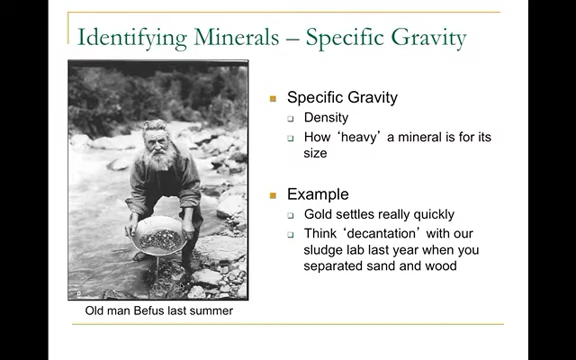 Identifying Minerals – Specific Gravity
Specific Gravity
Density
How ‘heavy’ a mineral is for its
size
Example
Gold settles really quickly
Think ‘decantation’ with our
sludge lab last year when you
separated sand and wood
Old man Befus last summer